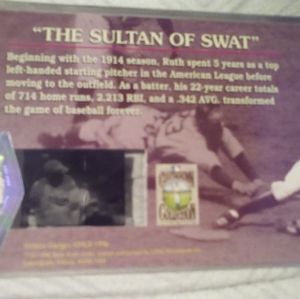 "THE SULTAN OF SWAT"
Beginning with the 1914 season, Ruth spent 5 years as a top
left-handed starting pitcher in the American League before
moving to the outfield. As a batter, his 22-year career totals
of 714 home runs, 2,213 RBI, and a .342 AVG. transformed
the game of baseball forever.
COOPERSTOWN
COLLECTION